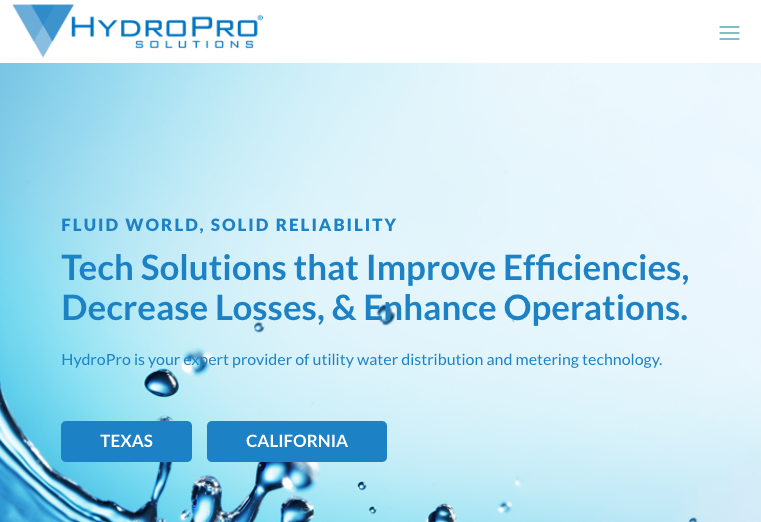 HYDROPRO®
SOLUTIONS
FLUID WORLD, SOLID RELIABILITY
Tech Solutions that Improve Efficiencies,
Decrease Losses, & Enhance Operations.
HydroPro is your expert provider of utility water distribution and metering technology.
TEXAS
CALIFORNIA